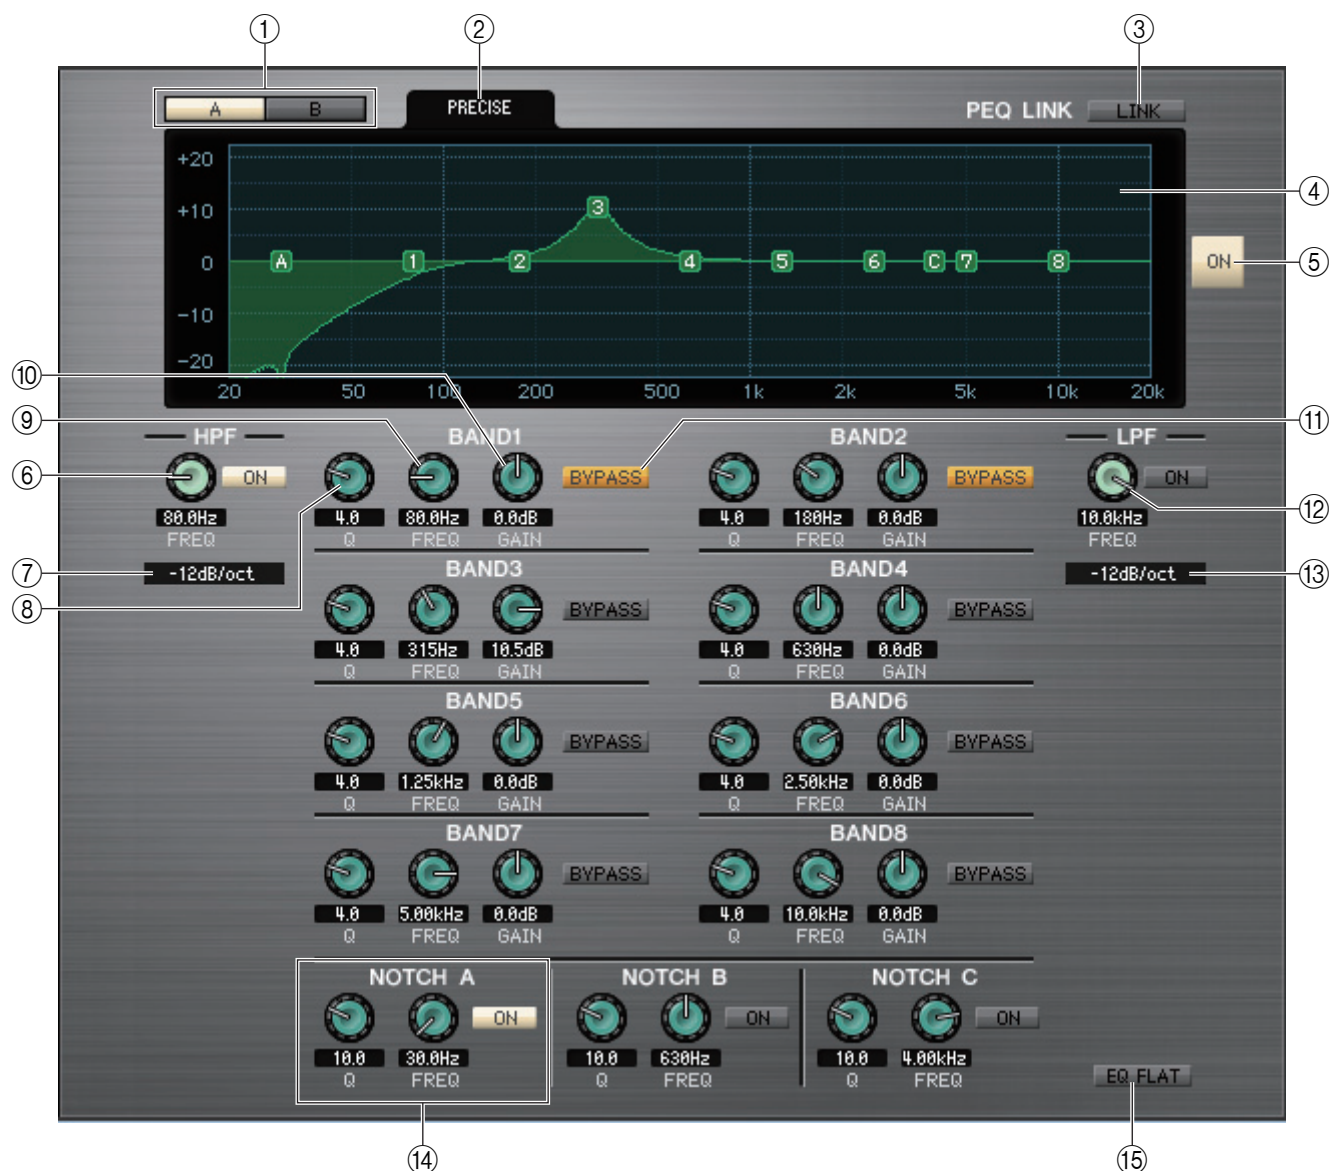 ① ② ③
A B PRECISE PEQ LINK LINK
+20
+10 A 1 2 3 4 5 6 C 7 8 ④
0 ON ⑤
-10
-20
20 50 100 200 500 1k 2k 5k 10k 20k
⑩
⑨ ⑪
HPF BAND1 BAND2 LPF
⑥ ON BYPASS BYPASS ON ⑫
80.0Hz 4.0 80.0Hz 0.0dB 4.0 180Hz 0.0dB 10.0kHz
FREQ Q FREQ GAIN Q FREQ GAIN FREQ
⑦ -12dB/oct BAND3 BAND4 -12dB/oct ⑬
⑧ BYPASS BYPASS
4.0 315Hz 10.5dB 4.0 630Hz 0.0dB
Q FREQ GAIN Q FREQ GAIN
BAND5 BAND6
BYPASS BYPASS
4.0 1.25kHz 0.0dB 4.0 2.50kHz 0.0dB
Q FREQ GAIN Q FREQ GAIN
BAND7 BAND8
BYPASS BYPASS
4.0 5.00kHz 0.0dB 4.0 10.0kHz 0.0dB
Q FREQ GAIN Q FREQ GAIN
NOTCH A NOTCH B NOTCH C
ON ON ON
10.0 30.0Hz 10.0 630Hz 10.0 4.00kHz
Q FREQ Q FREQ Q FREQ EQ FLAT
⑭ ⑮